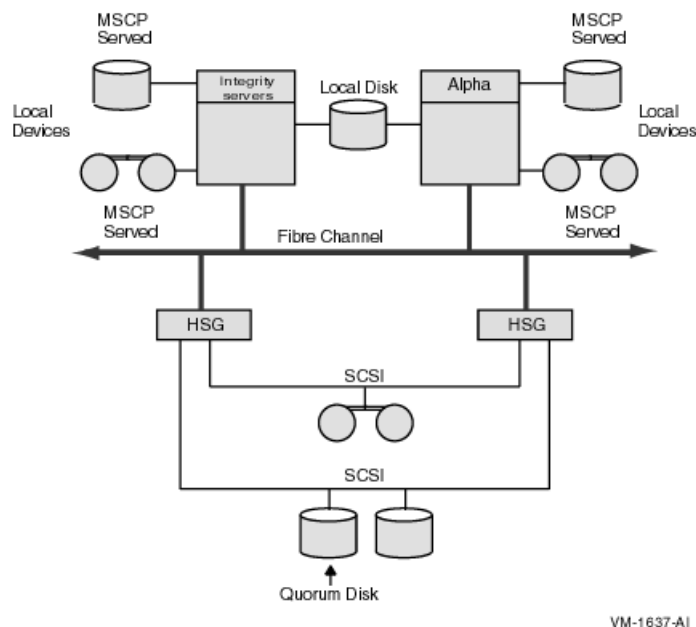 MSCP
Served
MSCP
Served
Integrity
servers
Local Disk
Alpha
Local
Devices
Local
Devices
MSCP
Served
MSCP
Served
Fibre Channel
HSG
HSG
SCSI
SCSI
Quorum Disk
VM-1637-AI